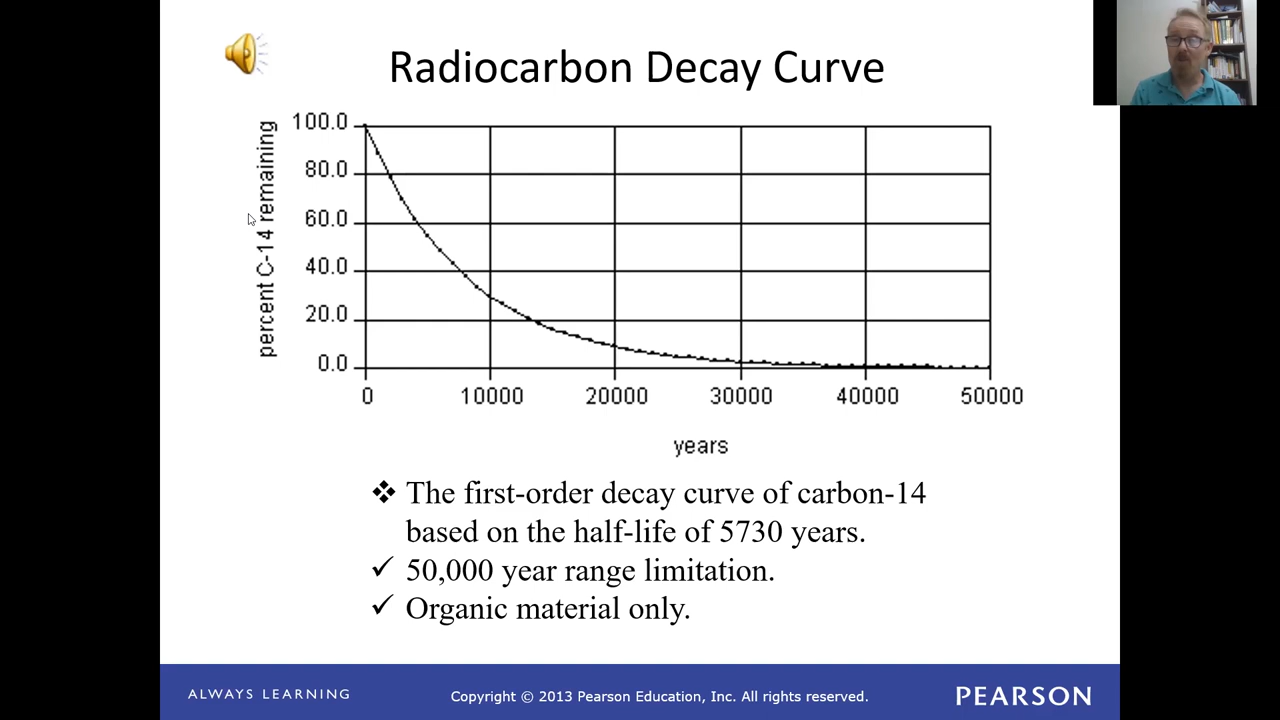 Radiocarbon Decay Curve
percent C-14 remaining
100.0
80.0
60.0
40.0
20.0
0.0
0 10000 20000 30000 40000 50000
years
❖ The first-order decay curve of carbon-14
based on the half-life of 5730 years.
✓ 50,000 year range limitation.
✓ Organic material only.
ALWAYS LEARNING Copyright © 2013 Pearson Education, Inc. All rights reserved. PEARSON